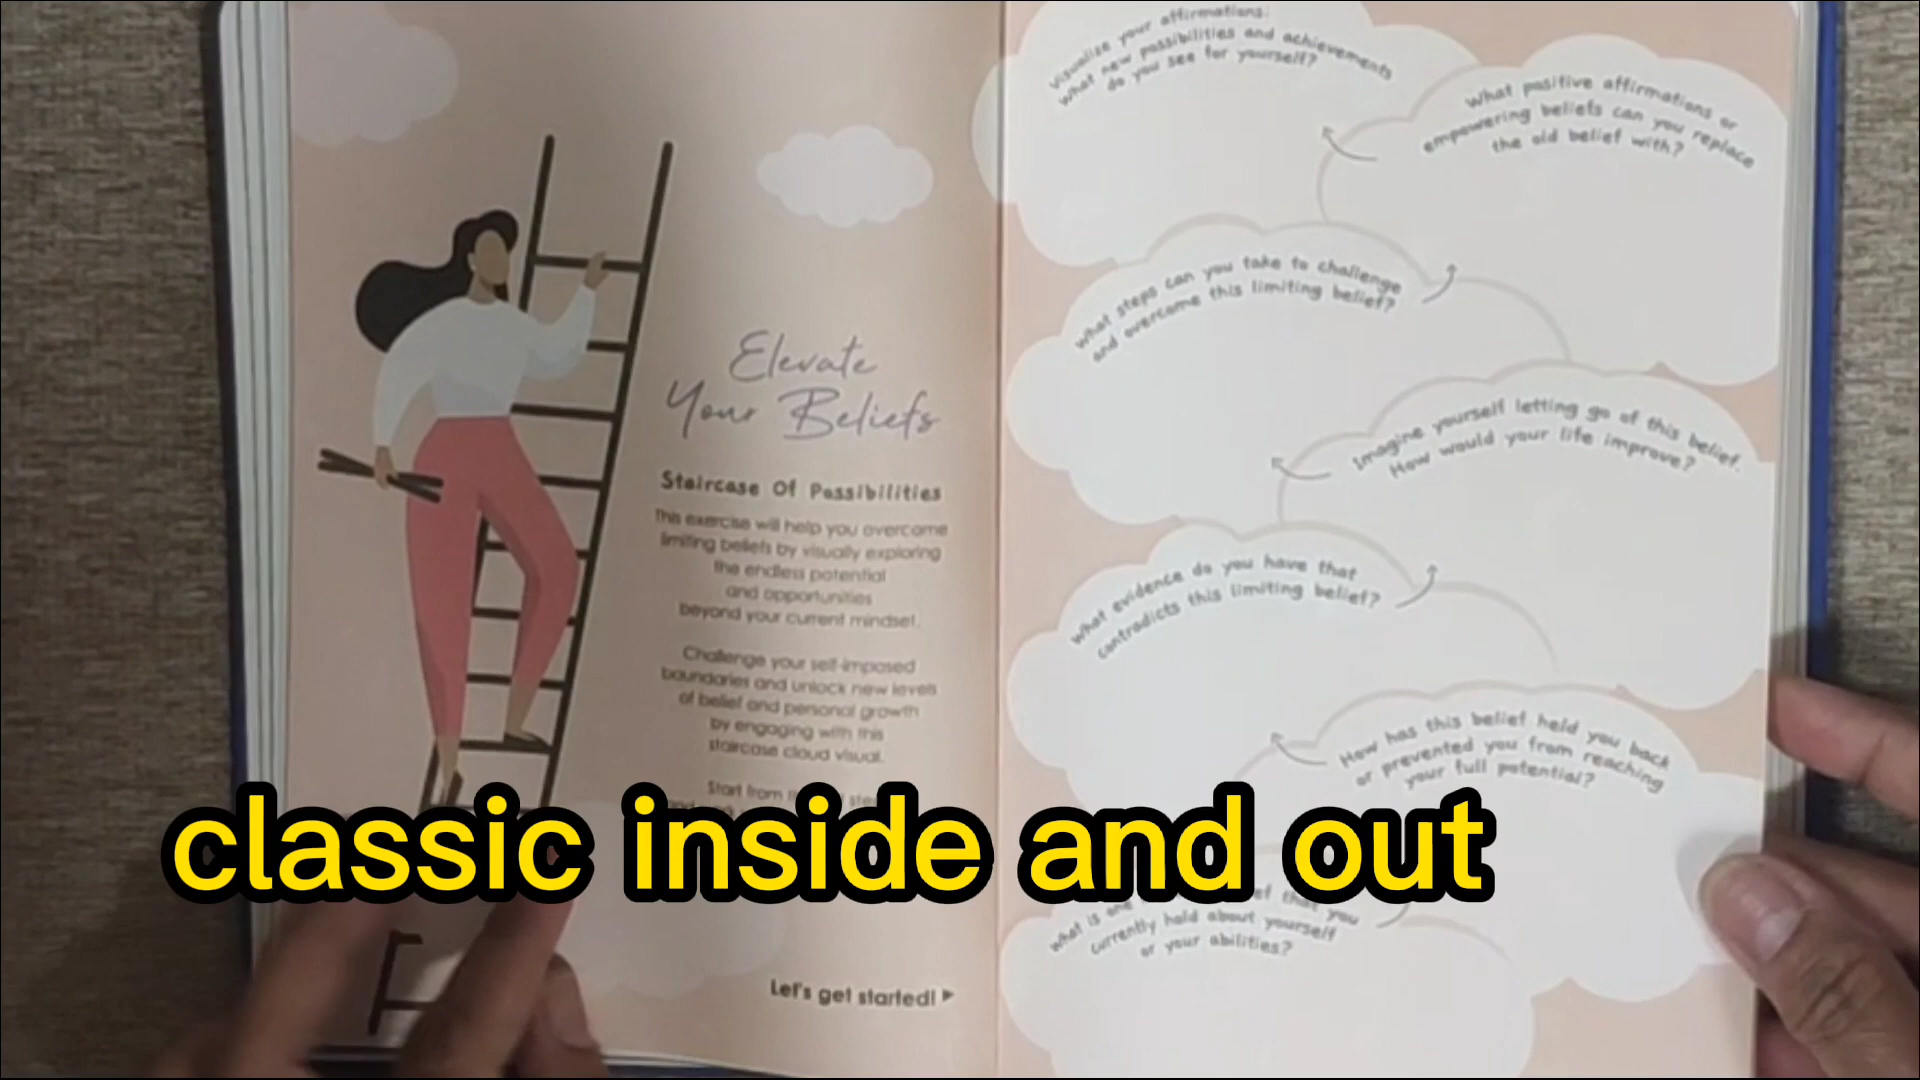 Elevate
Your Beliefs
Staircase Of Possibilities
This exercise will help you overcome
limiting beliefs by visually exploring
the endless potential
and opportunities
beyond your current mindset.
Challenge your self-imposed
boundaries and unlock new levels
of belief and personal growth
by engaging with this
staircase cloud visual.
Start from
Let's get started!
Visualize your affirmations:
What new possibilities and achievements
do you see for yourself?
What positive affirmations or
empowering beliefs can you replace
the old belief with?
What steps can you take to challenge
and overcome this limiting belief?
Imagine yourself letting go of this belief.
How would your life improve?
What evidence do you have that
contradicts this limiting belief?
How has this belief held you back
or prevented you from reaching
your full potential?
What is one that you
currently hold about yourself
or your abilities?
classic inside and out